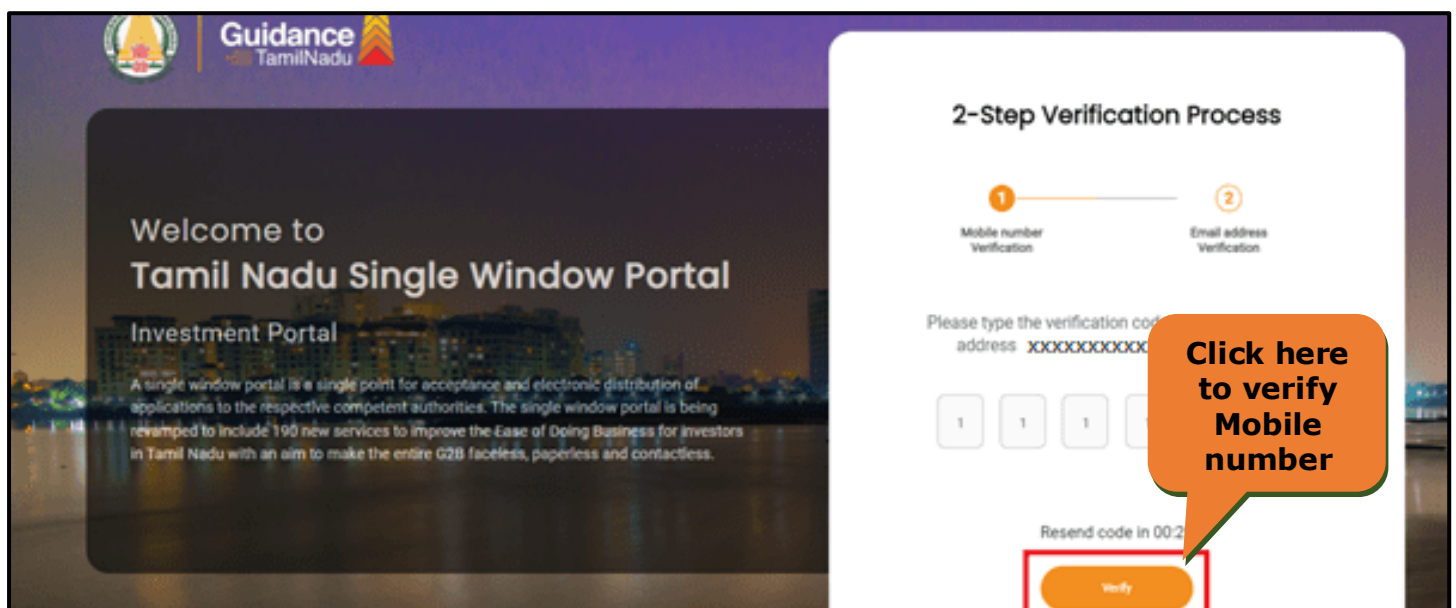 Guidance
TamilNadu
Welcome to
Tamil Nadu Single Window Portal
Investment Portal
A single window portal is a single point for acceptance and electronic distribution of
applications to the respective competent authorities. The single window portal is being
revamped to include 190 new services to improve the Ease of Doing Business for investors
in Tamil Nadu with an aim to make the entire G2B faceless, paperless and contactless.
2-Step Verification Process
1 2
Mobile number
Verification
Email address
Verification
Please type the verification
address xxxxxxxxxx
1 1 1
Click here
to verify
Mobile
number
Resend code in 00:2
Verify